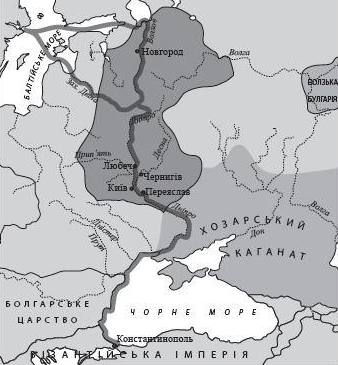 БАЛТІЙСЬКЕ МОРЕ
Волхов
Новгород
Волга
ВОЛЗЬКА
БУЛГАРІЯ
Зах. Двіна
Дніпро
Десна
Прип'ять
Любеч
Чернігів
Київ
Переяслав
Дніпро
Волга
ХОЗАРСЬКИЙ
КАГАНАТ
Дон
Дністер
Прут
БОЛГАРСЬКЕ
ЦАРСТВО
ЧОРНЕ МОРЕ
Константинополь
ВІЗАНТІЙСЬКА ІМПЕРІЯ